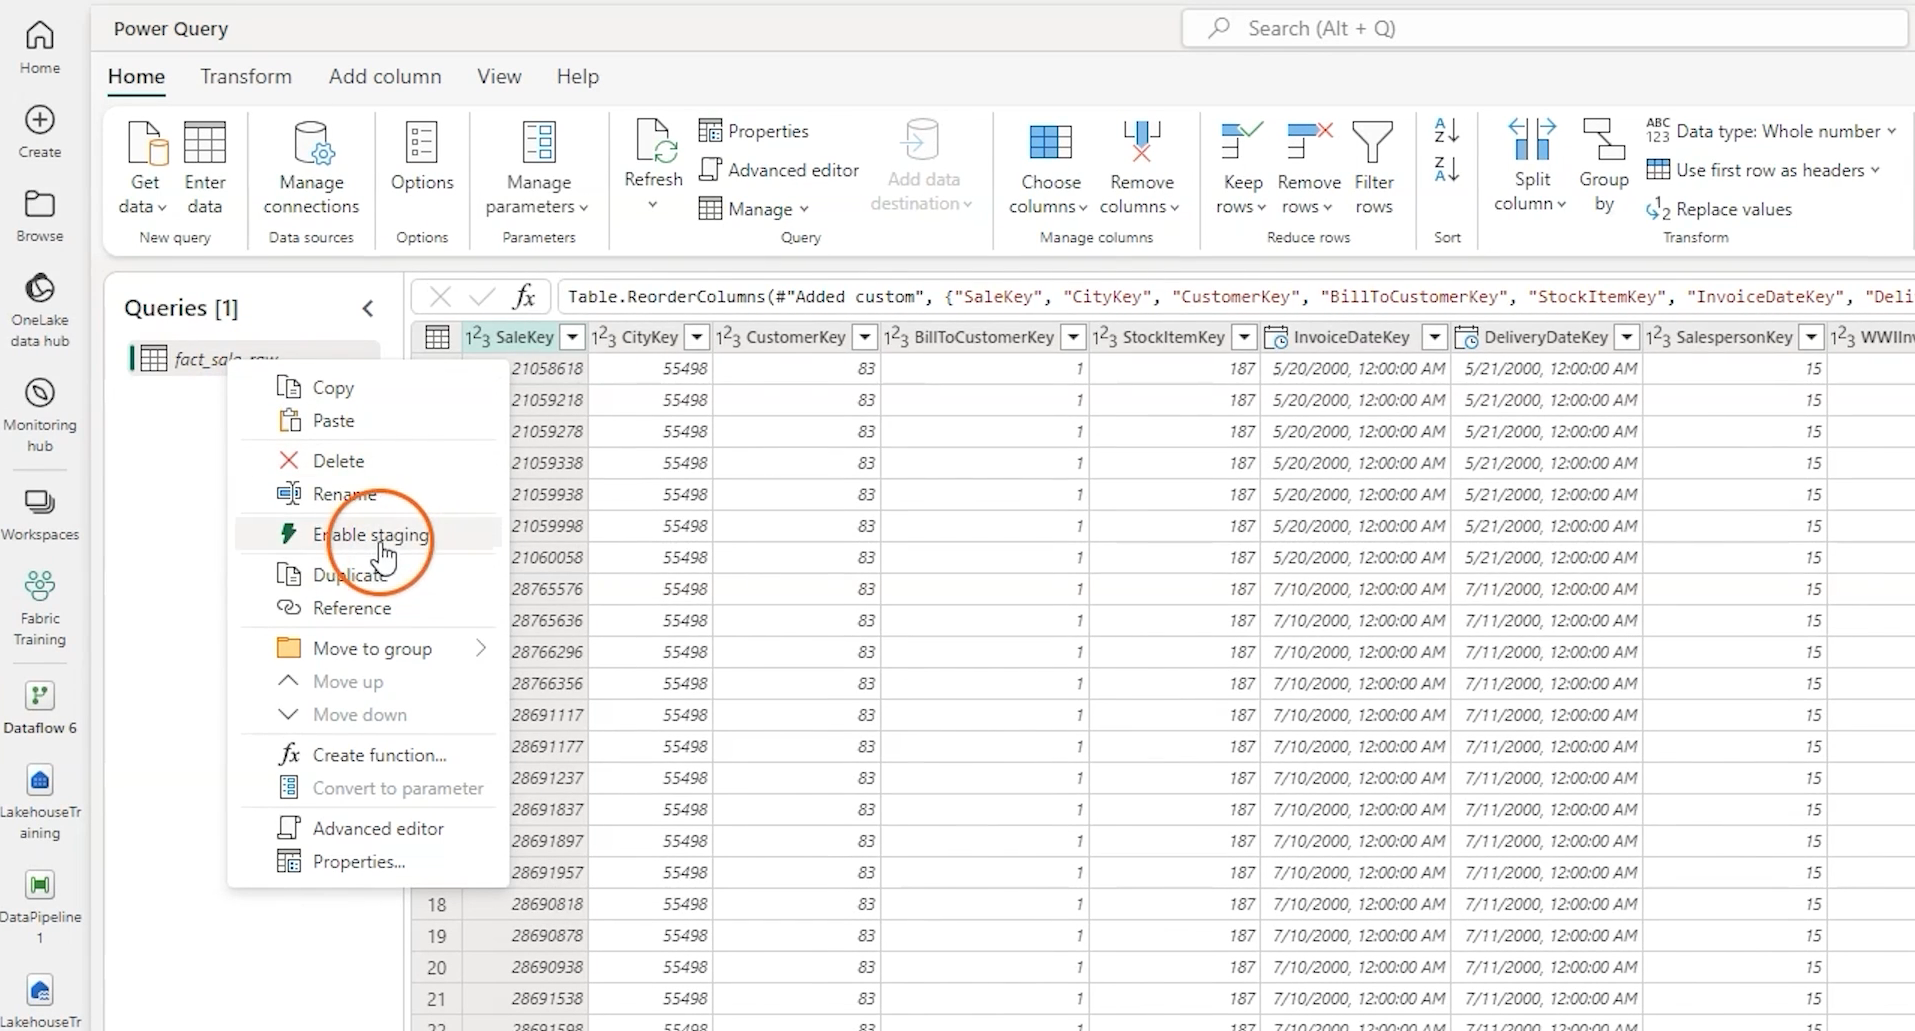 Power Query
Search (Alt + Q)
Home
Create
Browse
OneLake
data hub
Monitoring
hub
Workspaces
Fabric
Training
Dataflow 6
LakehouseTr
aining
DataPipeline
1
LakehouseTr
Home Transform Add column View Help
Get
data
Enter
data
New query
Manage
connections
Data sources
Options
Options
Manage
parameters
Parameters
Refresh
Properties
Advanced editor
Manage
Add data
destination
Query
Choose
columns
Remove
columns
Manage columns
Keep
rows
Remove
rows
Filter
rows
Reduce rows
A
Z
Z
A
Sort
Split
column
Group
by
ABC
123
Data type: Whole number
Use first row as headers
1
2
Replace values
Transform
Queries [1]
fact_sale_raw
Copy
Paste
Delete
Rename
Enable staging
Duplicate
Reference
Move to group
Move up
Move down
fx Create function...
Convert to parameter
Advanced editor
Properties...
fx Table.ReorderColumns(#"Added custom", {"SaleKey", "CityKey", "CustomerKey", "BillToCustomerKey", "StockItemKey", "InvoiceDateKey", "Deli
123 SaleKey 123 CityKey 123 CustomerKey 123 BillToCustomerKey 123 StockItemKey InvoiceDateKey DeliveryDateKey 123 SalespersonKey 123 WWIInv
21058618 55498 83 1 187 5/20/2000, 12:00:00 AM 5/21/2000, 12:00:00 AM 15
21059218 55498 83 1 187 5/20/2000, 12:00:00 AM 5/21/2000, 12:00:00 AM 15
21059278 55498 83 1 187 5/20/2000, 12:00:00 AM 5/21/2000, 12:00:00 AM 15
21059338 55498 83 1 187 5/20/2000, 12:00:00 AM 5/21/2000, 12:00:00 AM 15
21059938 55498 83 1 187 5/20/2000, 12:00:00 AM 5/21/2000, 12:00:00 AM 15
21059998 55498 83 1 187 5/20/2000, 12:00:00 AM 5/21/2000, 12:00:00 AM 15
21060058 55498 83 1 187 5/20/2000, 12:00:00 AM 5/21/2000, 12:00:00 AM 15
28765576 55498 83 1 187 7/10/2000, 12:00:00 AM 7/11/2000, 12:00:00 AM 15
28765636 55498 83 1 187 7/10/2000, 12:00:00 AM 7/11/2000, 12:00:00 AM 15
28766296 55498 83 1 187 7/10/2000, 12:00:00 AM 7/11/2000, 12:00:00 AM 15
28766356 55498 83 1 187 7/10/2000, 12:00:00 AM 7/11/2000, 12:00:00 AM 15
28691117 55498 83 1 187 7/10/2000, 12:00:00 AM 7/11/2000, 12:00:00 AM 15
28691177 55498 83 1 187 7/10/2000, 12:00:00 AM 7/11/2000, 12:00:00 AM 15
28691237 55498 83 1 187 7/10/2000, 12:00:00 AM 7/11/2000, 12:00:00 AM 15
28691837 55498 83 1 187 7/10/2000, 12:00:00 AM 7/11/2000, 12:00:00 AM 15
28691897 55498 83 1 187 7/10/2000, 12:00:00 AM 7/11/2000, 12:00:00 AM 15
28691957 55498 83 1 187 7/10/2000, 12:00:00 AM 7/11/2000, 12:00:00 AM 15
18 28690818 55498 83 1 187 7/10/2000, 12:00:00 AM 7/11/2000, 12:00:00 AM 15
19 28690878 55498 83 1 187 7/10/2000, 12:00:00 AM 7/11/2000, 12:00:00 AM 15
20 28690938 55498 83 1 187 7/10/2000, 12:00:00 AM 7/11/2000, 12:00:00 AM 15
21 28691538 55498 83 1 187 7/10/2000, 12:00:00 AM 7/11/2000, 12:00:00 AM 15
22 28691598 55498 83 1 187 7/10/2000, 12:00:00 AM 7/11/2000, 12:00:00 AM 15